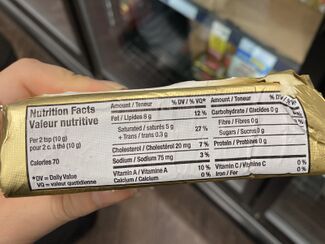 Nutrition Facts
Valeur nutritive
Per 2 tsp (10 g)
pour 2 c. à thé (10 g)
Calories 70
*DV = Daily Value
VQ = valeur quotidienne
Amount / Teneur % DV / % VQ*
Fat / Lipides 8 g 12 %
Saturated / saturés 5 g
+ Trans / trans 0.3 g 27 %
Cholesterol / Cholestérol 20 mg 7 %
Sodium / Sodium 75 mg 3 %
Vitamin A / Vitamine A 10 %
Calcium / Calcium 0 %
Amount / Teneur % DV / % VQ*
Carbohydrate / Glucides 0 g
Fibre / Fibres 0
Sugars / Sucres 0 g
Protein / Protéines 0 g
Vitamin C / Vitamine C 0 %
Iron / Fer 0 %